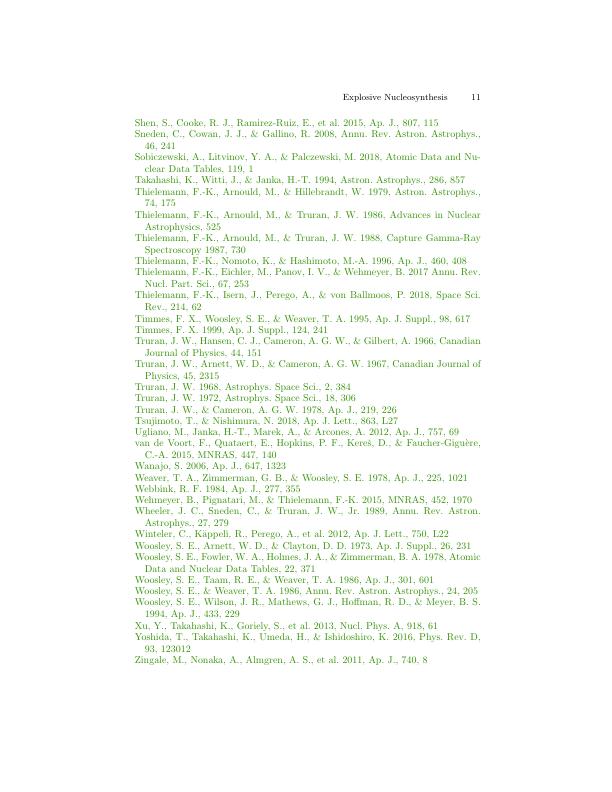 Explosive Nucleosynthesis 11
Shen, S., Cooke, R. J., Ramirez-Ruiz, E., et al. 2015, Ap. J., 807, 115
Sneden, C., Cowan, J. J., & Gallino, R. 2008, Annu. Rev. Astron. Astrophys.,
46, 241
Sobiczewski, A., Litvinov, Y. A., & Palczewski, M. 2018, Atomic Data and Nu-
clear Data Tables, 119, 1
Takahashi, K., Witti, J., & Janka, H.-T. 1994, Astron. Astrophys., 286, 857
Thielemann, F.-K., Arnould, M., & Hillebrandt, W. 1979, Astron. Astrophys.,
74, 175
Thielemann, F.-K., Arnould, M., & Truran, J. W. 1986, Advances in Nuclear
Astrophysics, 525
Thielemann, F.-K., Arnould, M., & Truran, J. W. 1988, Capture Gamma-Ray
Spectroscopy 1987, 730
Thielemann, F.-K., Nomoto, K., & Hashimoto, M.-A. 1996, Ap. J., 460, 408
Thielemann, F.-K., Eichler, M., Panov, I. V., & Wehmeyer, B. 2017 Annu. Rev.
Nucl. Part. Sci., 67, 253
Thielemann, F.-K., Isern, J., Perego, A., & von Ballmoos, P. 2018, Space Sci.
Rev., 214, 62
Timmes, F. X., Woosley, S. E., & Weaver, T. A. 1995, Ap. J. Suppl., 98, 617
Timmes, F. X. 1999, Ap. J. Suppl., 124, 241
Truran, J. W., Hansen, C. J., Cameron, A. G. W., & Gilbert, A. 1966, Canadian
Journal of Physics, 44, 151
Truran, J. W., Arnett, W. D., & Cameron, A. G. W. 1967, Canadian Journal of
Physics, 45, 2315
Truran, J. W. 1968, Astrophys. Space Sci., 2, 384
Truran, J. W. 1972, Astrophys. Space Sci., 18, 306
Truran, J. W., & Cameron, A. G. W. 1978, Ap. J., 219, 226
Tsujimoto, T., & Nishimura, N. 2018, Ap. J. Lett., 863, L27
Ugliano, M., Janka, H.-T., Marek, A., & Arcones, A. 2012, Ap. J., 757, 69
van de Voort, F., Quataert, E., Hopkins, P. F., Kereš, D., & Faucher-Giguère,
C.-A. 2015, MNRAS, 447, 140
Wanajo, S. 2006, Ap. J., 647, 1323
Weaver, T. A., Zimmerman, G. B., & Woosley, S. E. 1978, Ap. J., 225, 1021
Webbink, R. F. 1984, Ap. J., 277, 355
Wehmeyer, B., Pignatari, M., & Thielemann, F.-K. 2015, MNRAS, 452, 1970
Wheeler, J. C., Sneden, C., & Truran, J. W., Jr. 1989, Annu. Rev. Astron.
Astrophys., 27, 279
Winteler, C., Käppeli, R., Perego, A., et al. 2012, Ap. J. Lett., 750, L22
Woosley, S. E., Arnett, W. D., & Clayton, D. D. 1973, Ap. J. Suppl., 26, 231
Woosley, S. E., Fowler, W. A., Holmes, J. A., & Zimmerman, B. A. 1978, Atomic
Data and Nuclear Data Tables, 22, 371
Woosley, S. E., Taam, R. E., & Weaver, T. A. 1986, Ap. J., 301, 601
Woosley, S. E., & Weaver, T. A. 1986, Annu. Rev. Astron. Astrophys., 24, 205
Woosley, S. E., Wilson, J. R., Mathews, G. J., Hoffman, R. D., & Meyer, B. S.
1994, Ap. J., 433, 229
Xu, Y., Takahashi, K., Goriely, S., et al. 2013, Nucl. Phys. A, 918, 61
Yoshida, T., Takahashi, K., Umeda, H., & Ishidoshiro, K. 2016, Phys. Rev. D,
93, 123012
Zingale, M., Nonaka, A., Almgren, A. S., et al. 2011, Ap. J., 740, 8